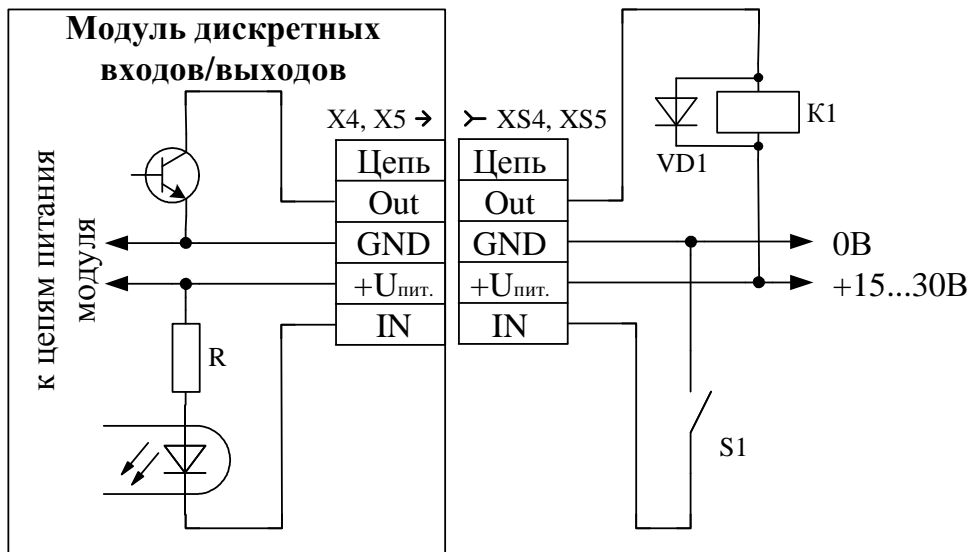 Модуль дискретных
входов/выходов
X4, X5
XS4, XS5
Цепь
Out
GND
+Uпит.
IN
Цепь
Out
GND
+Uпит.
IN
к цепям питания
модуля
R
VD1
К1
0В
+15...30В
S1